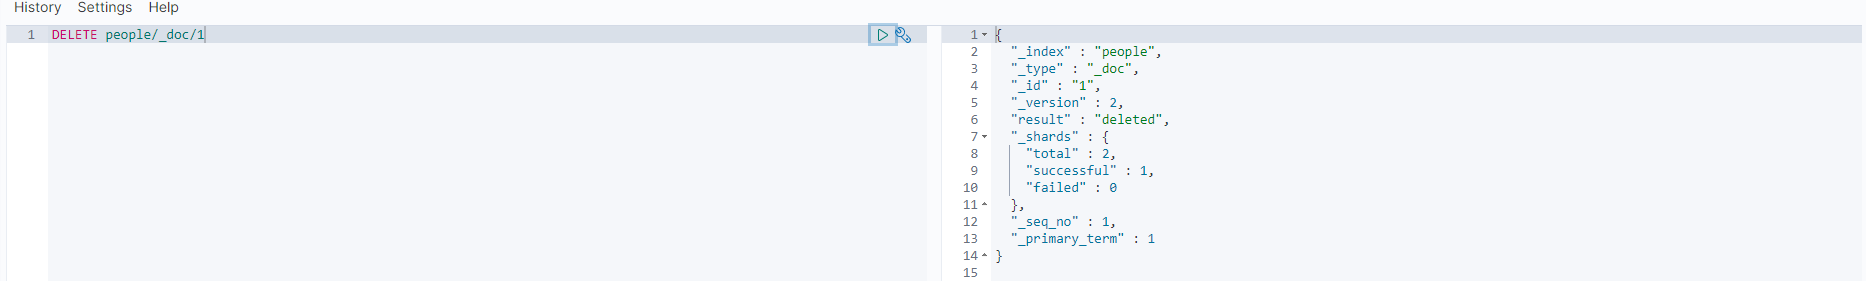 History Settings Help
1 DELETE people/_doc/1
1 {
2 "_index" : "people",
3 "_type" : "_doc",
4 "_id" : "1",
5 "_version" : 2,
6 "result" : "deleted",
7 "_shards" : {
8 "total" : 2,
9 "successful" : 1,
10 "failed" : 0
11 },
12 "_seq_no" : 1,
13 "_primary_term" : 1
14 }
15